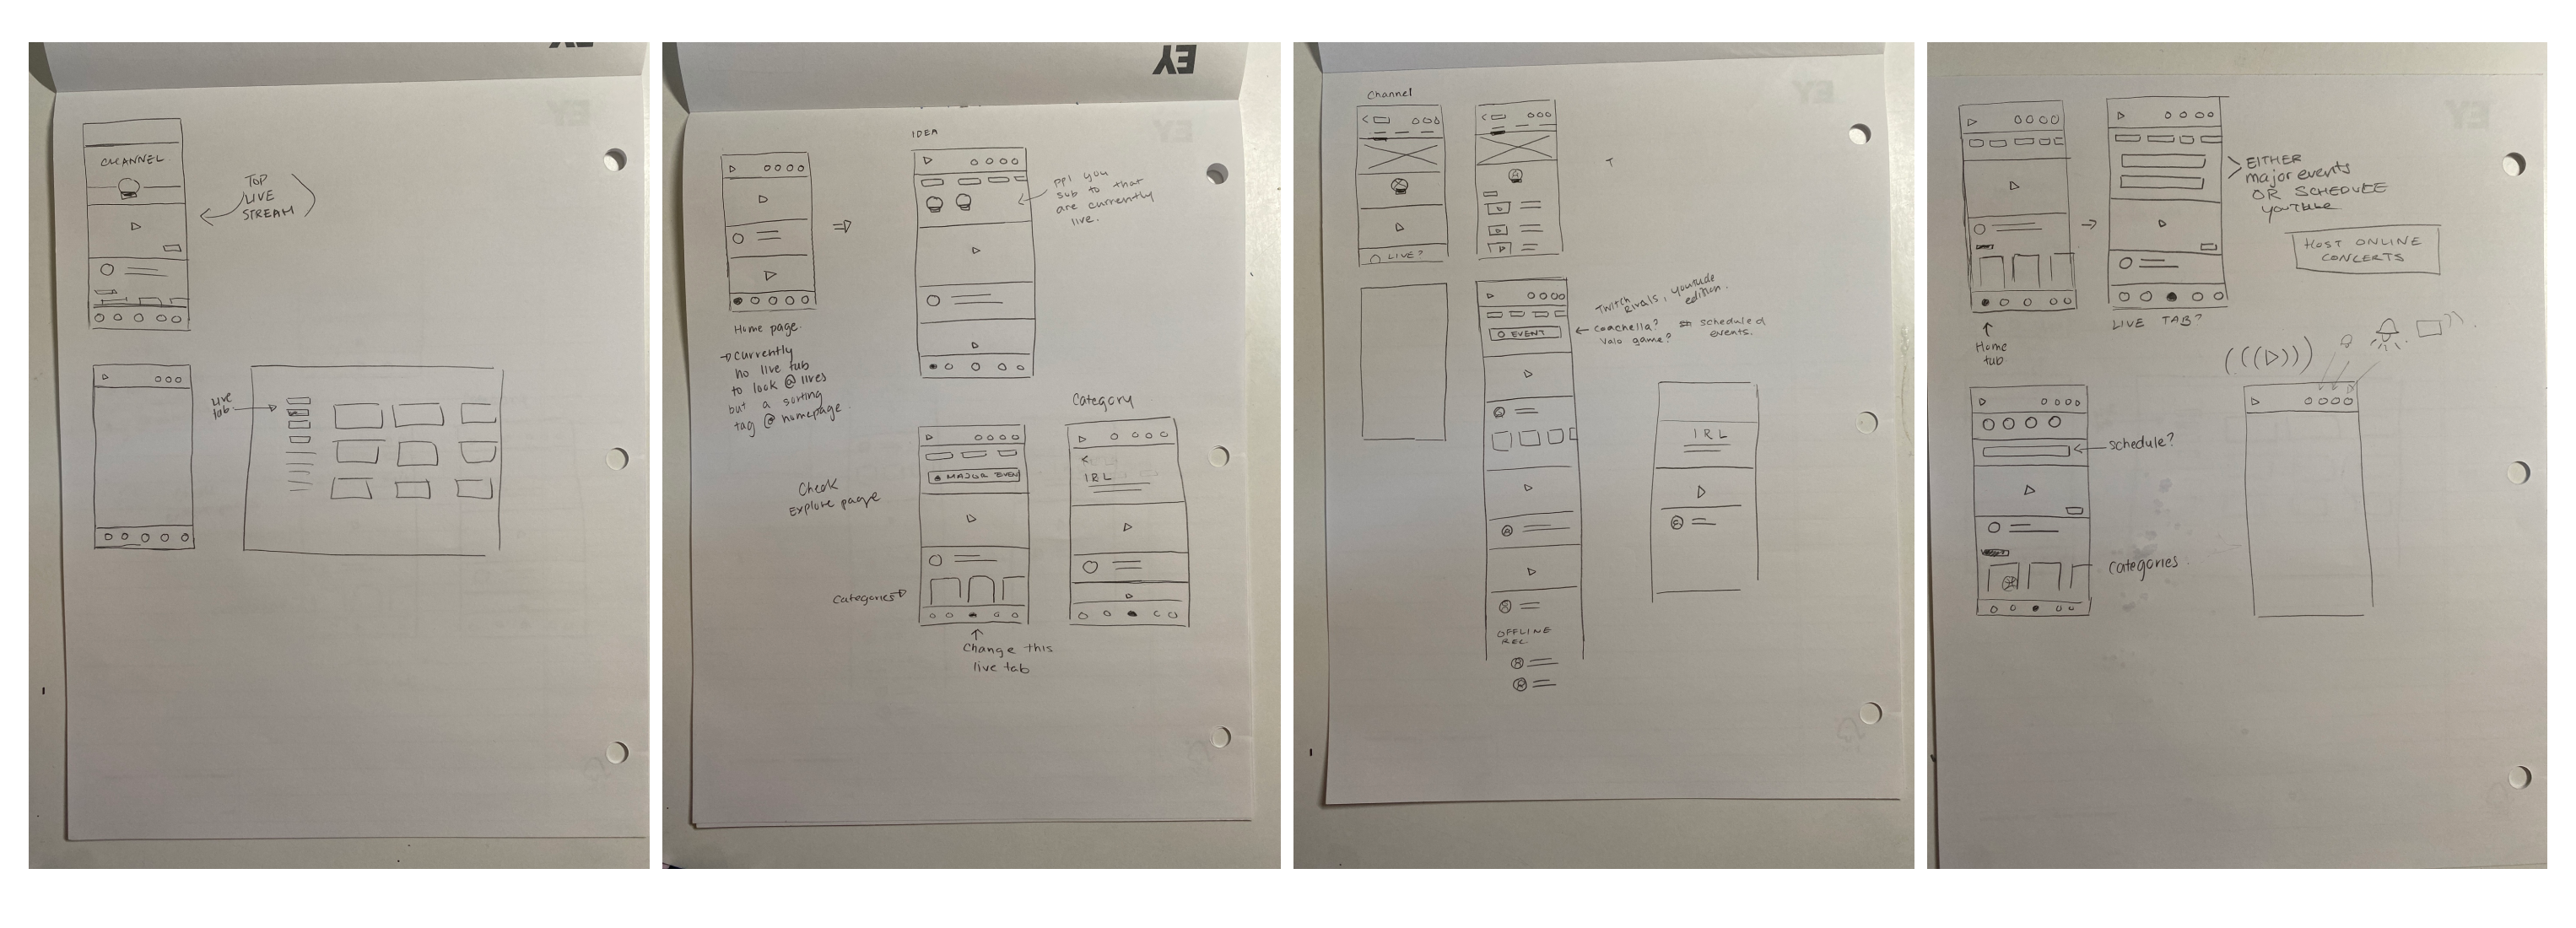 CHANNEL
TOP
LIVE
STREAM
Live
tab
EY
IDEA
ppl you
sub to that
are currently
live.
Home page.
→ Currently
no live tab
to look @ lives
but a sorting
tag @ homepage.
Check
Explore page
MAJOR EVEN
Categories
Change this
live tab
Category
IRL
Channel
LIVE?
T
EVENT
Twitch
Rivals, youtube
edition.
Coachella?
Valo game?
scheduled
events.
OFFLINE
REC.
IRL
EITHER
major events
OR SCHEDULE
YouTube
HOST ONLINE
CONCERTS
Home
tab
LIVE TAB?
schedule?
categories